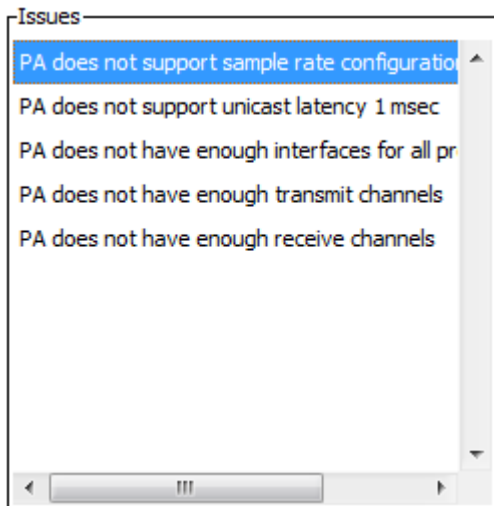 Issues
PA does not support sample rate configuration
PA does not support unicast latency 1 msec
PA does not have enough interfaces for all pr
PA does not have enough transmit channels
PA does not have enough receive channels